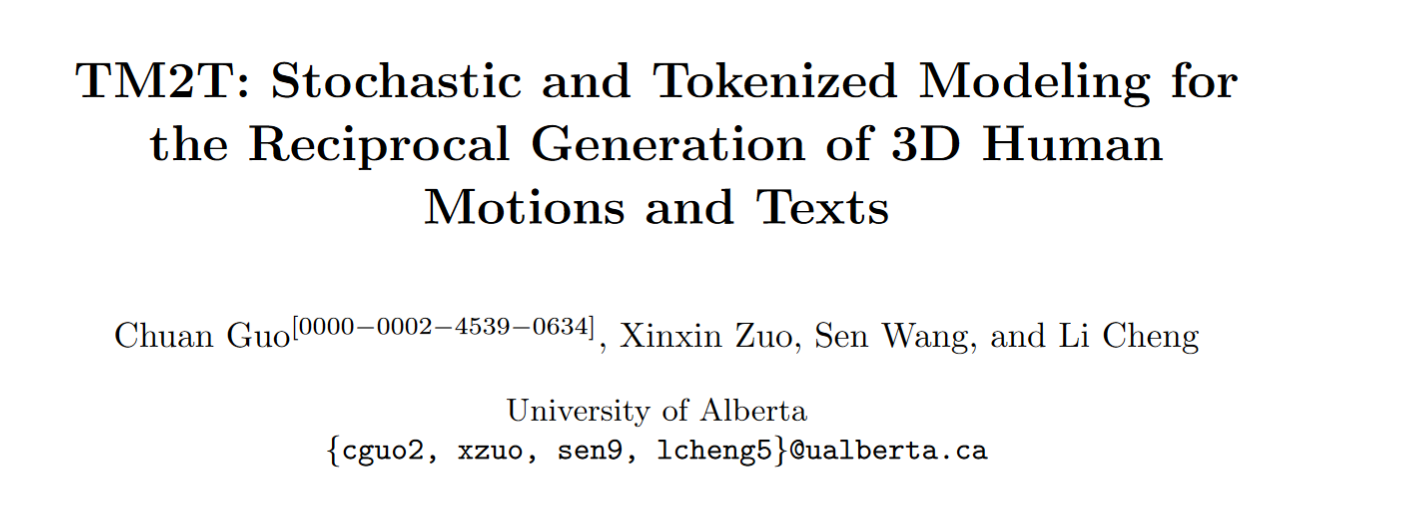 TM2T: Stochastic and Tokenized Modeling for
the Reciprocal Generation of 3D Human
Motions and Texts
Chuan Guo[0000−0002−4539−0634], Xinxin Zuo, Sen Wang, and Li Cheng
University of Alberta
{cguo2, xzuo, sen9, lcheng5}@ualberta.ca